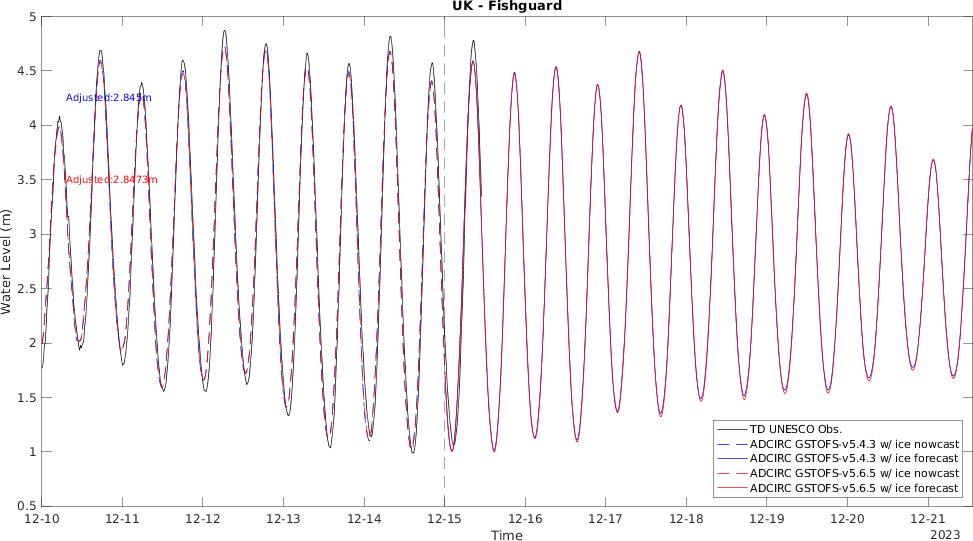 UK - Fishguard
5
4.5
4
3.5
3
2.5
2
1.5
1
0.5
Water Level (m)
Adjusted:2.845m
Adjusted:2.8473m
TD UNESCO Obs.
ADCIRC GSTOFS-v5.4.3 w/ ice nowcast
ADCIRC GSTOFS-v5.4.3 w/ ice forecast
ADCIRC GSTOFS-v5.6.5 w/ ice nowcast
ADCIRC GSTOFS-v5.6.5 w/ ice forecast
12-10 12-11 12-12 12-13 12-14 12-15 12-16 12-17 12-18 12-19 12-20 12-21
Time
2023